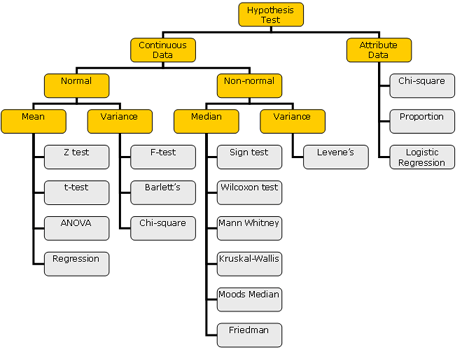 Hypothesis
Test
Continuous
Data
Attribute
Data
Normal
Non-normal
Chi-square
Mean
Variance
Median
Variance
Proportion
Z test
F-test
Sign test
Levene's
Logistic
Regression
t-test
Barlett's
Wilcoxon test
ANOVA
Chi-square
Mann Whitney
Regression
Kruskal-Wallis
Moods Median
Friedman